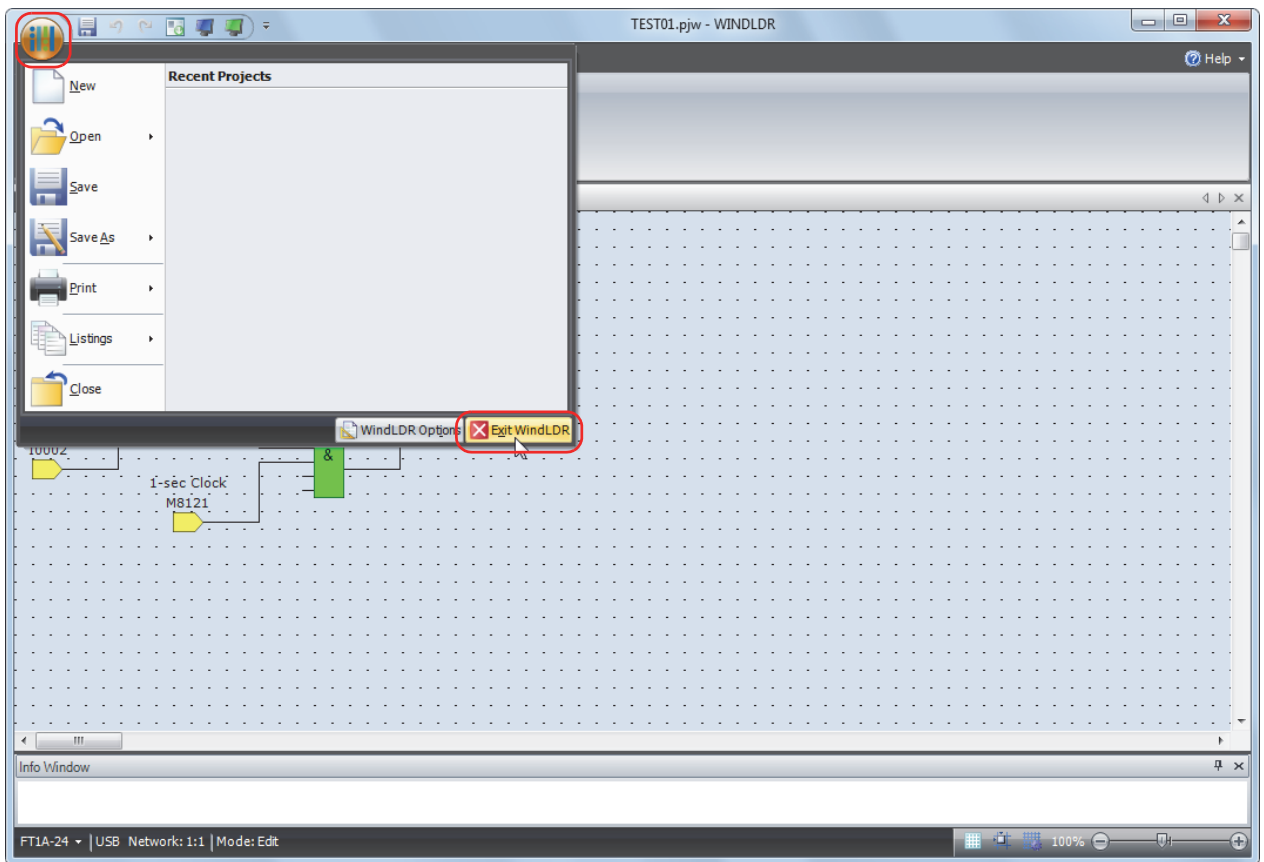 TEST01.pjw - WINDLDR
Help
New
Recent Projects
Open
Save
Save As
Print
Listings
Close
WindLDR Options
Exit WindLDR
I0002
&
1-sec Clock
M8121
Info Window
FT1A-24 USB Network: 1:1 Mode: Edit 100%